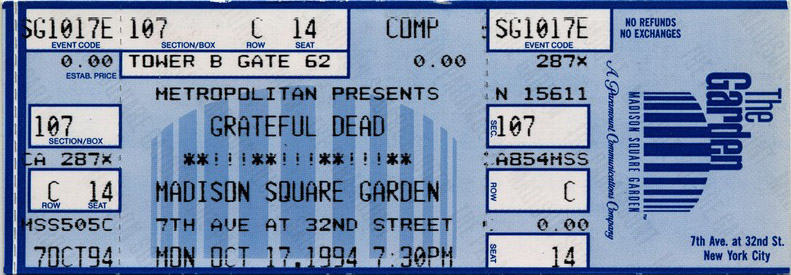 SG1017E 107 C 14 COMP SG1017E
EVENT CODE SECTION/BOX ROW SEAT EVENT CODE
0.00 TOWER B GATE 62 0.00 287X
ESTAB. PRICE
METROPOLITAN PRESENTS N 15611
107 GRATEFUL DEAD SEC. 107
SECTION/BOX
CA 287X **!!!**!!!**!!!** CA854MSS
C 14 MADISON SQUARE GARDEN ROW C
ROW SEAT
MSS505C 7TH AVE AT 32ND STREET C 0.00
7OCT94 MON OCT 17,1994 7:30PM SEAT 14
NO REFUNDS
NO EXCHANGES
A Paramount Communications Company
MADISON SQUARE GARDEN™
The
Garden
7th Ave. at 32nd St.
New York City